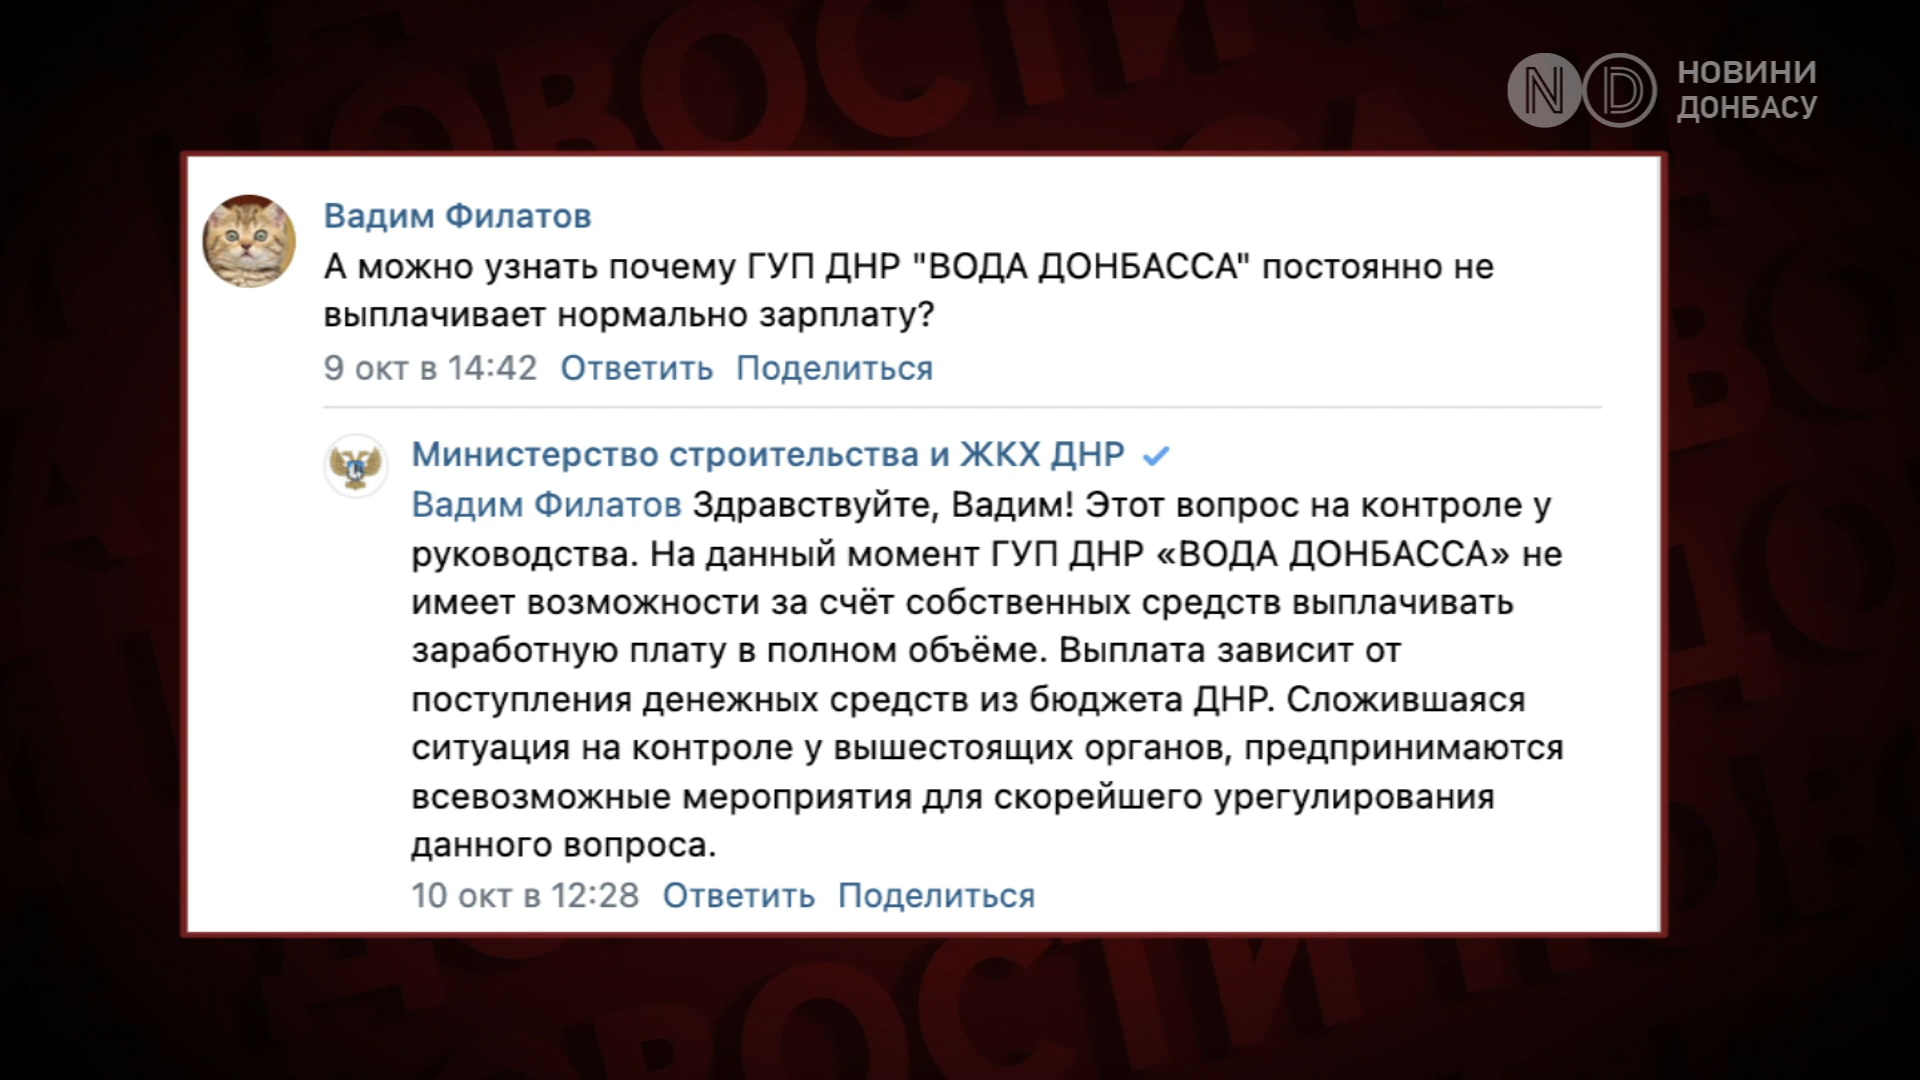 ND НОВИНИ
ДОНБАСУ
Вадим Филатов
А можно узнать почему ГУП ДНР "ВОДА ДОНБАССА" постоянно не
выплачивает нормально зарплату?
9 окт в 14:42 Ответить Поделиться
Министерство строительства и ЖКХ ДНР
Вадим Филатов Здравствуйте, Вадим! Этот вопрос на контроле у
руководства. На данный момент ГУП ДНР «ВОДА ДОНБАССА» не
имеет возможности за счёт собственных средств выплачивать
заработную плату в полном объёме. Выплата зависит от
поступления денежных средств из бюджета ДНР. Сложившаяся
ситуация на контроле у вышестоящих органов, предпринимаются
всевозможные мероприятия для скорейшего урегулирования
данного вопроса.
10 окт в 12:28 Ответить Поделиться